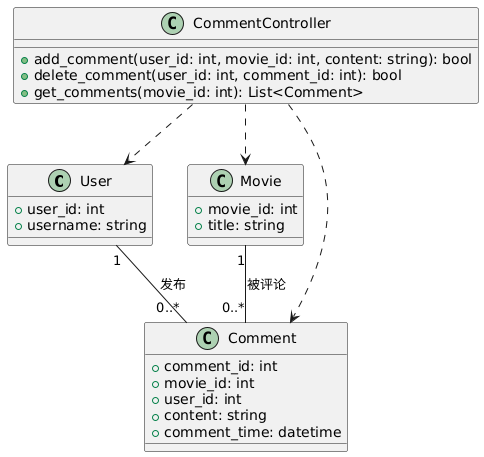 C CommentController
add_comment(user_id: int, movie_id: int, content: string): bool
delete_comment(user_id: int, comment_id: int): bool
get_comments(movie_id: int): List<Comment>
C User
user_id: int
username: string
C Movie
movie_id: int
title: string
1
1
发布
被评论
0..*
0..*
C Comment
comment_id: int
movie_id: int
user_id: int
content: string
comment_time: datetime